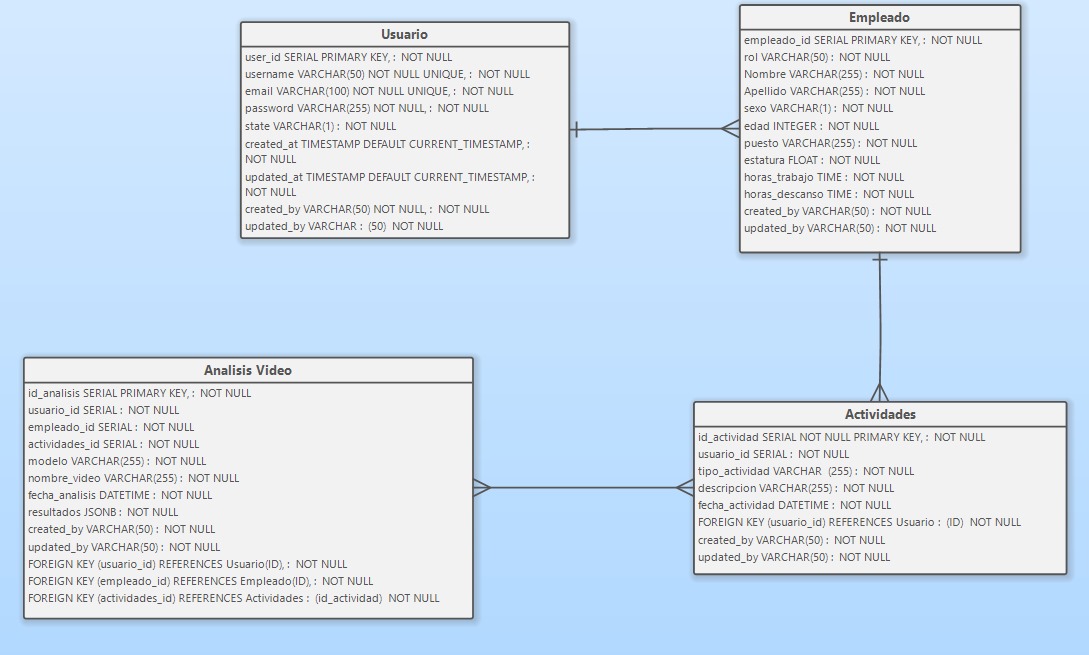 Usuario
user_id SERIAL PRIMARY KEY, : NOT NULL
username VARCHAR(50) NOT NULL UNIQUE, : NOT NULL
email VARCHAR(100) NOT NULL UNIQUE, : NOT NULL
password VARCHAR(255) NOT NULL, : NOT NULL
state VARCHAR(1) : NOT NULL
created_at TIMESTAMP DEFAULT CURRENT_TIMESTAMP, :
NOT NULL
updated_at TIMESTAMP DEFAULT CURRENT_TIMESTAMP, :
NOT NULL
created_by VARCHAR(50) NOT NULL, : NOT NULL
updated_by VARCHAR : (50) NOT NULL
Empleado
empleado_id SERIAL PRIMARY KEY, : NOT NULL
rol VARCHAR(50) : NOT NULL
Nombre VARCHAR(255) : NOT NULL
Apellido VARCHAR(255) : NOT NULL
sexo VARCHAR(1) : NOT NULL
edad INTEGER : NOT NULL
puesto VARCHAR(255) : NOT NULL
estatura FLOAT : NOT NULL
horas_trabajo TIME : NOT NULL
horas_descanso TIME : NOT NULL
created_by VARCHAR(50) : NOT NULL
updated_by VARCHAR(50) : NOT NULL
Analisis Video
id_analisis SERIAL PRIMARY KEY, : NOT NULL
usuario_id SERIAL : NOT NULL
empleado_id SERIAL : NOT NULL
actividades_id SERIAL : NOT NULL
modelo VARCHAR(255) : NOT NULL
nombre_video VARCHAR(255) : NOT NULL
fecha_analisis DATETIME : NOT NULL
resultados JSONB : NOT NULL
created_by VARCHAR(50) : NOT NULL
updated_by VARCHAR(50) : NOT NULL
FOREIGN KEY (usuario_id) REFERENCES Usuario(ID), : NOT NULL
FOREIGN KEY (empleado_id) REFERENCES Empleado(ID), : NOT NULL
FOREIGN KEY (actividades_id) REFERENCES Actividades : (id_actividad) NOT NULL
Actividades
id_actividad SERIAL NOT NULL PRIMARY KEY, : NOT NULL
usuario_id SERIAL : NOT NULL
tipo_actividad VARCHAR (255) : NOT NULL
descripcion VARCHAR(255) : NOT NULL
fecha_actividad DATETIME : NOT NULL
FOREIGN KEY (usuario_id) REFERENCES Usuario : (ID) NOT NULL
created_by VARCHAR(50) : NOT NULL
updated_by VARCHAR(50) : NOT NULL